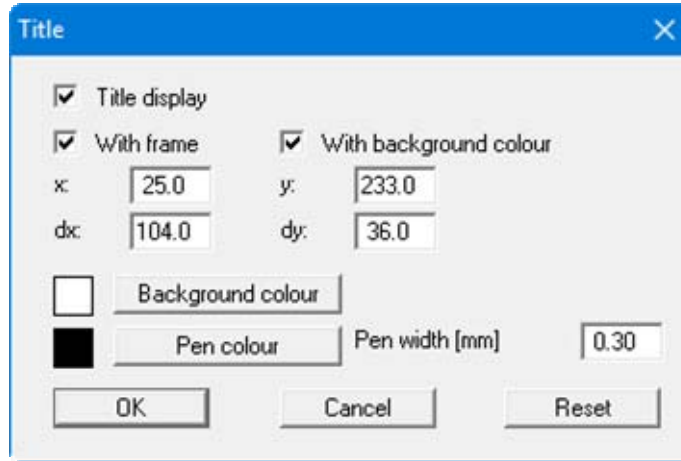 Title
Title display
With frame With background colour
x: 25.0 y: 233.0
dx: 104.0 dy: 36.0
Background colour
Pen colour Pen width [mm] 0.30
OK Cancel Reset